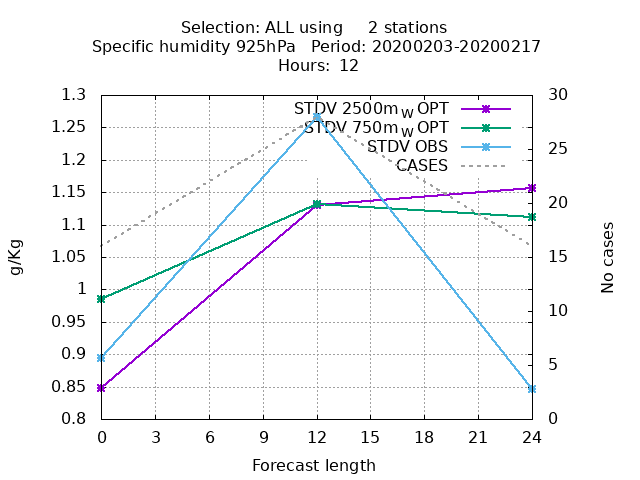 Selection: ALL using 2 stations
Specific humidity 925hPa Period: 20200203-20200217
Hours: 12
STDV 2500m_W OPT
STDV 750m_W OPT
STDV OBS
CASES
1.3
1.25
1.2
1.15
1.1
1.05
1
0.95
0.9
0.85
0.8
g/Kg
30
25
20
15
10
5
0
No cases
0 3 6 9 12 15 18 21 24
Forecast length